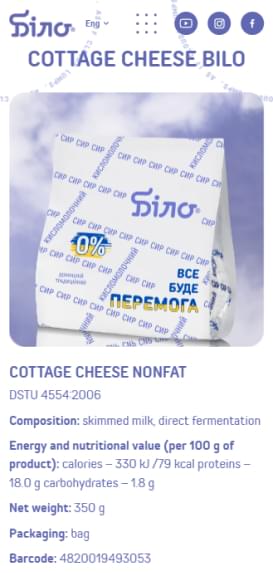 Біло®
Eng
COTTAGE CHEESE BILO
СИР СИР СИР СИР
КИСЛОМОЛОЧНИЙ
Біло®
0%
ВСЕ
БУДЕ
ПЕРЕМОГА
COTTAGE CHEESE NONFAT
DSTU 4554:2006
Composition: skimmed milk, direct fermentation
Energy and nutritional value (per 100 g of
product): calories – 330 kJ /79 kcal proteins –
18.0 g carbohydrates – 1.8 g
Net weight: 350 g
Packaging: bag
Barcode: 4820019493053